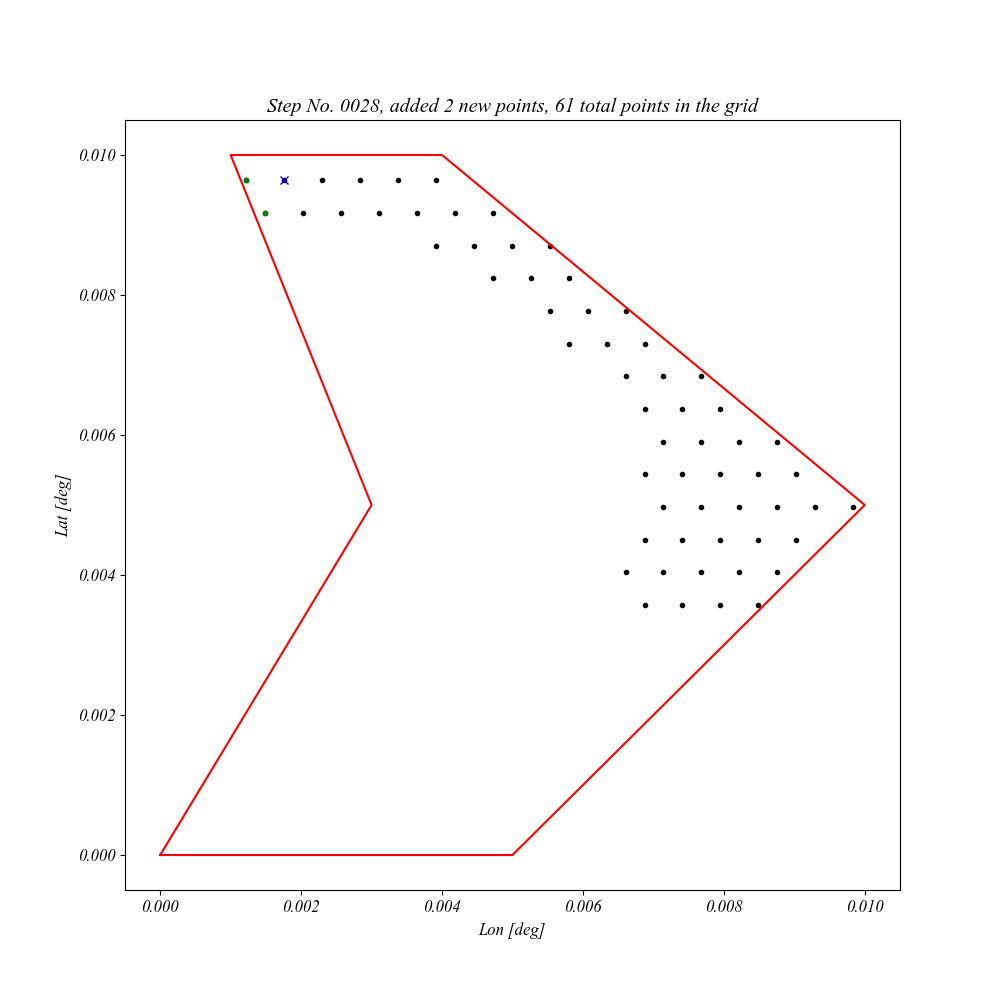 Step No. 0028, added 2 new points, 61 total points in the grid
0.010
0.008
0.006
0.004
0.002
0.000
Lat [deg]
0.000 0.002 0.004 0.006 0.008 0.010
Lon [deg]